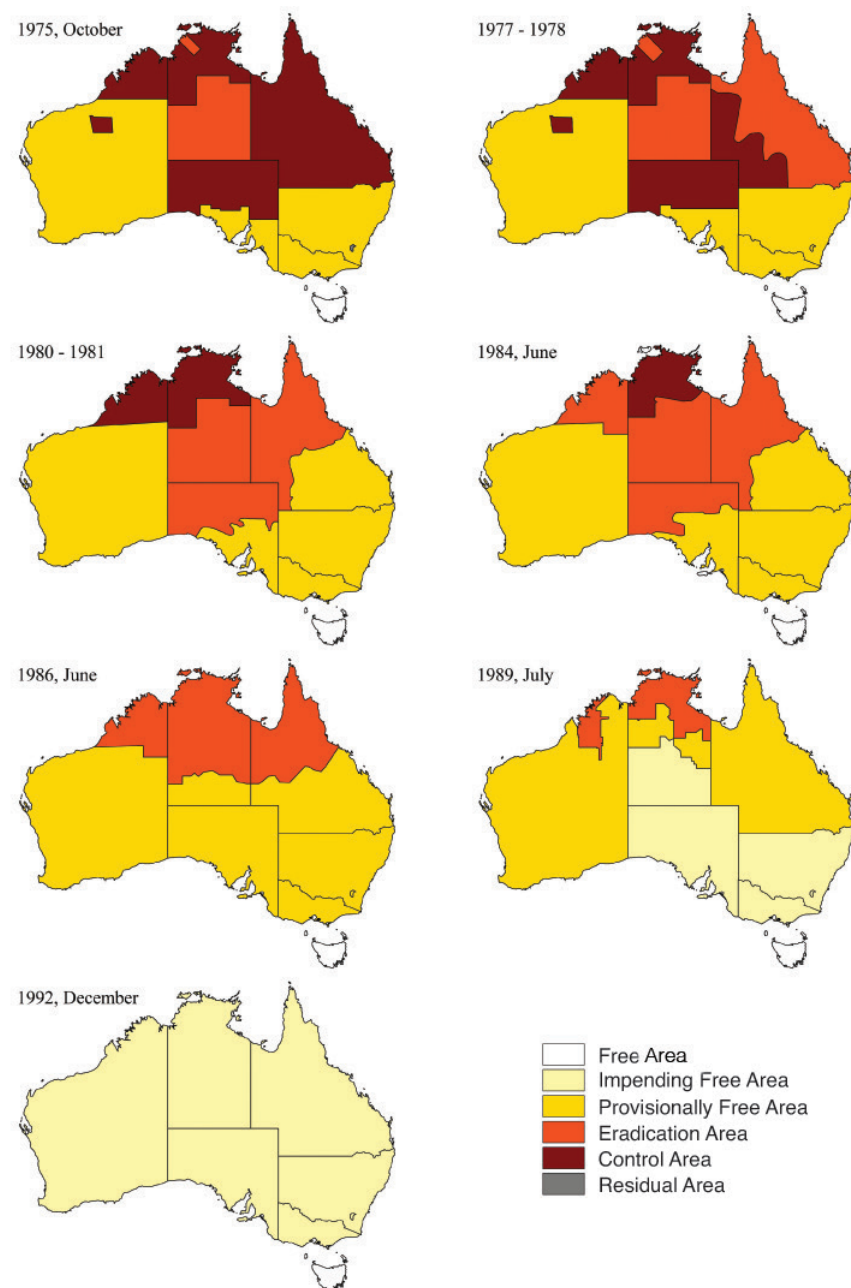 1975, October
1977 - 1978
1980 - 1981
1984, June
1986, June
1989, July
1992, December
Free Area
Impending Free Area
Provisionally Free Area
Eradication Area
Control Area
Residual Area